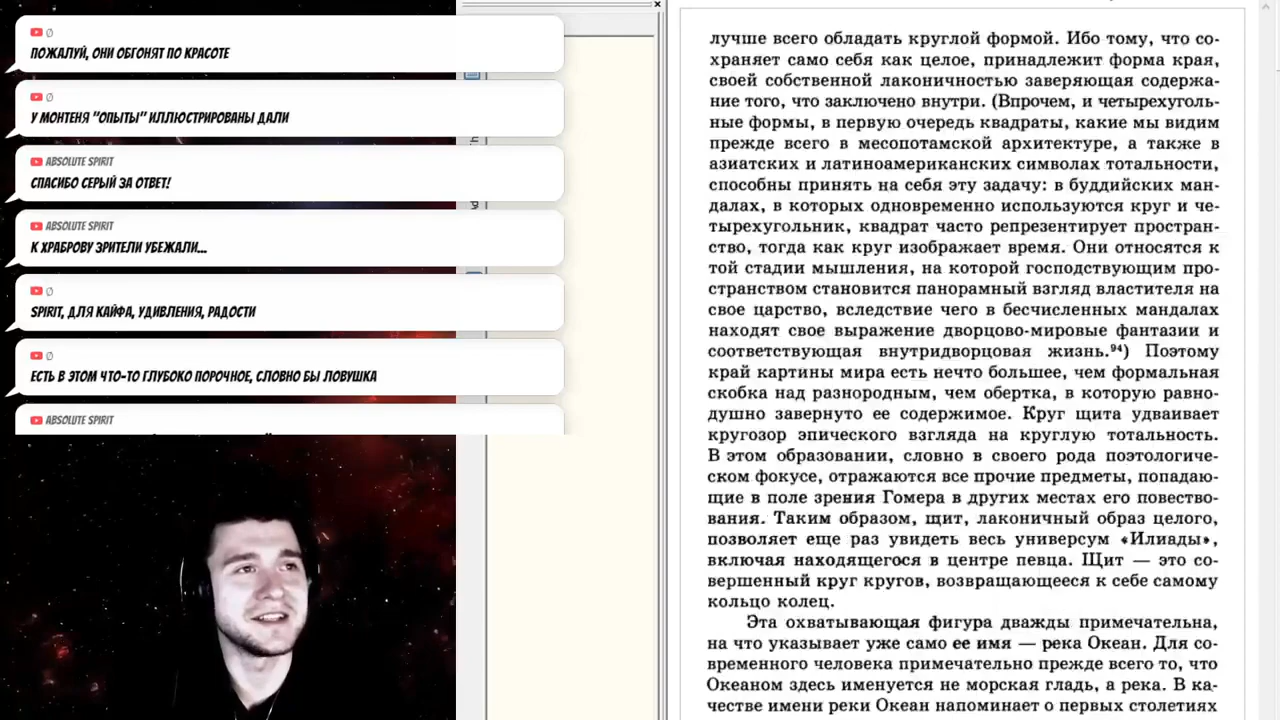 Ø
ПОЖАЛУЙ, ОНИ ОБГОНЯТ ПО КРАСОТЕ
Ø
У МОНТЕНЯ "ОПЫТЫ" ИЛЛЮСТРИРОВАНЫ ДАЛИ
ABSOLUTE SPIRIT
СПАСИБО СЕРЫЙ ЗА ОТВЕТ!
ABSOLUTE SPIRIT
К ХРАБРОВУ ЗРИТЕЛИ УБЕЖАЛИ...
Ø
SPIRIT, ДЛЯ КАЙФА, УДИВЛЕНИЯ, РАДОСТИ
Ø
ЕСТЬ В ЭТОМ ЧТО-ТО ГЛУБОКО ПОРОЧНОЕ, СЛОВНО БЫ ЛОВУШКА
ABSOLUTE SPIRIT
лучше всего обладать круглой формой. Ибо тому, что со-
храняет само себя как целое, принадлежит форма края,
своей собственной лаконичностью заверяющая содержа-
ние того, что заключено внутри. (Впрочем, и четырехуголь-
ные формы, в первую очередь квадраты, какие мы видим
прежде всего в месопотамской архитектуре, а также в
азиатских и латиноамериканских символах тотальности,
способны принять на себя эту задачу: в буддийских ман-
далах, в которых одновременно используются круг и че-
тырехугольник, квадрат часто репрезентирует простран-
ство, тогда как круг изображает время. Они относятся к
той стадии мышления, на которой господствующим про-
странством становится панорамный взгляд властителя на
свое царство, вследствие чего в бесчисленных мандалах
находят свое выражение дворцово-мировые фантазии и
соответствующая внутридворцовая жизнь.⁹⁴) Поэтому
край картины мира есть нечто большее, чем формальная
скобка над разнородным, чем обертка, в которую равно-
душно завернуто ее содержимое. Круг щита удваивает
кругозор эпического взгляда на круглую тотальность.
В этом образовании, словно в своего рода поэтологиче-
ском фокусе, отражаются все прочие предметы, попадаю-
щие в поле зрения Гомера в других местах его повество-
вания. Таким образом, щит, лаконичный образ целого,
позволяет еще раз увидеть весь универсум «Илиады»,
включая находящегося в центре певца. Щит — это со-
вершенный круг кругов, возвращающееся к себе самому
кольцо колец.
Эта охватывающая фигура дважды примечательна,
на что указывает уже само ее имя — река Океан. Для со-
временного человека примечательно прежде всего то, что
Океаном здесь именуется не морская гладь, а река. В ка-
честве имени реки Океан напоминает о первых столетиях